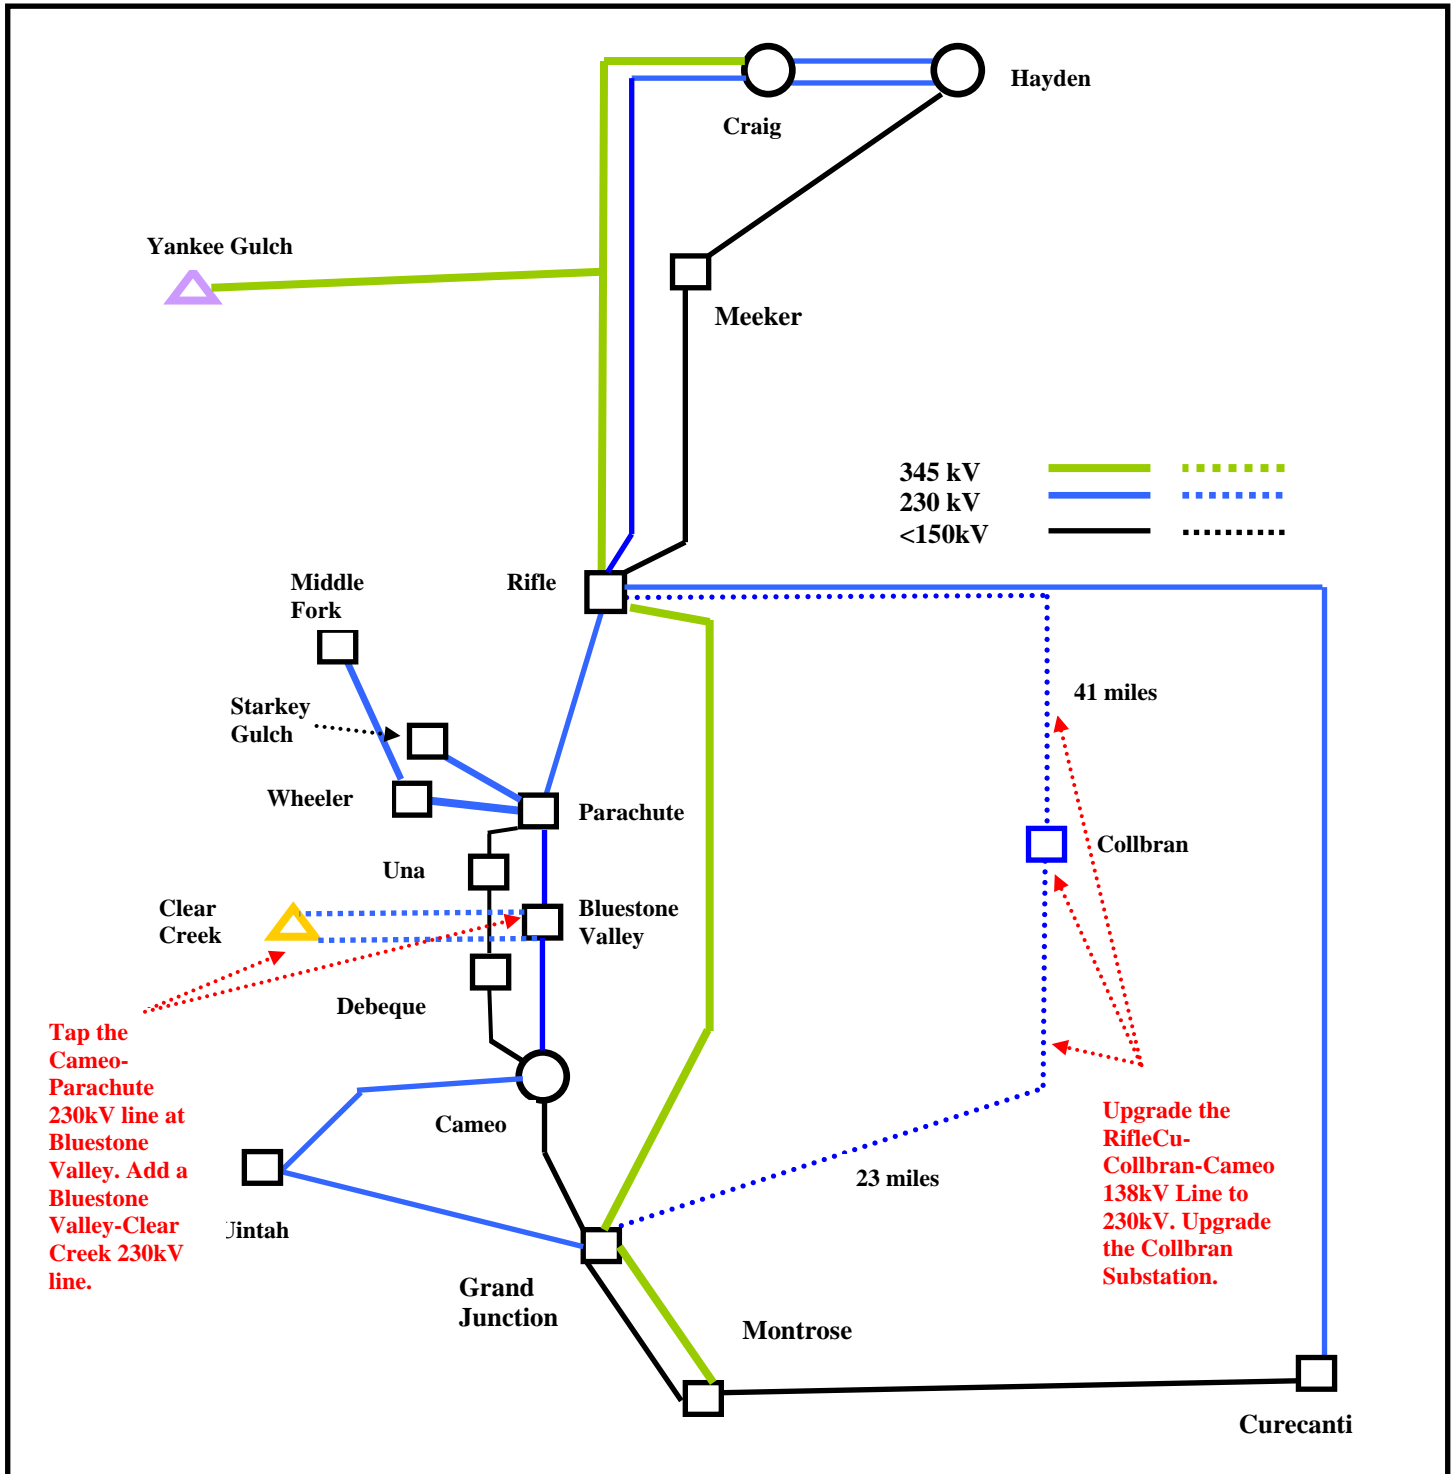 Hayden
Craig
Yankee Gulch
Meeker
345 kV
230 kV
<150kV
Middle
Fork
Rifle
41 miles
Starkey
Gulch
Wheeler
Parachute
Collbran
Una
Clear
Creek
Bluestone
Valley
Debeque
Tap the
Cameo-
Parachute
230kV line at
Bluestone
Valley. Add a
Bluestone
Valley-Clear
Creek 230kV
line.
Cameo
Upgrade the
RifleCu-
Collbran-Cameo
138kV Line to
230kV. Upgrade
the Collbran
Substation.
23 miles
Jintah
Grand
Junction
Montrose
Curecanti